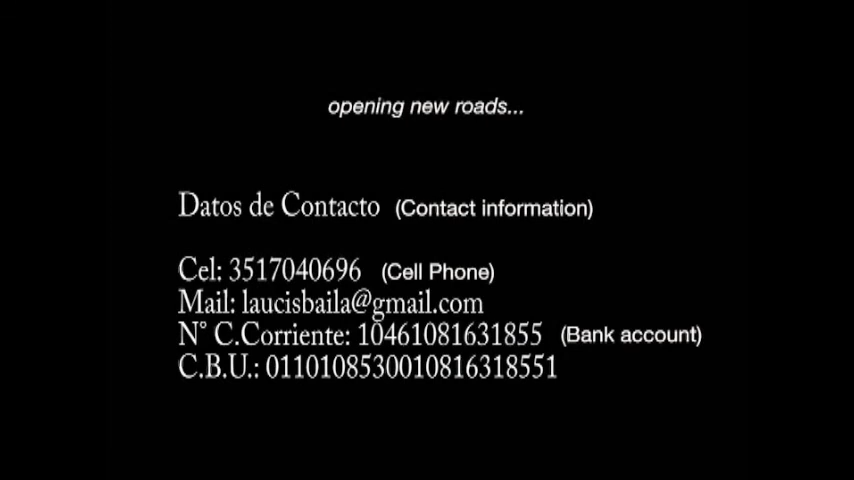 opening new roads...
Datos de Contacto (Contact information)
Cel: 3517040696 (Cell Phone)
Mail: laucisbaila@gmail.com
N° C.Corriente: 10461081631855 (Bank account)
C.B.U.: 0110108530010816318551